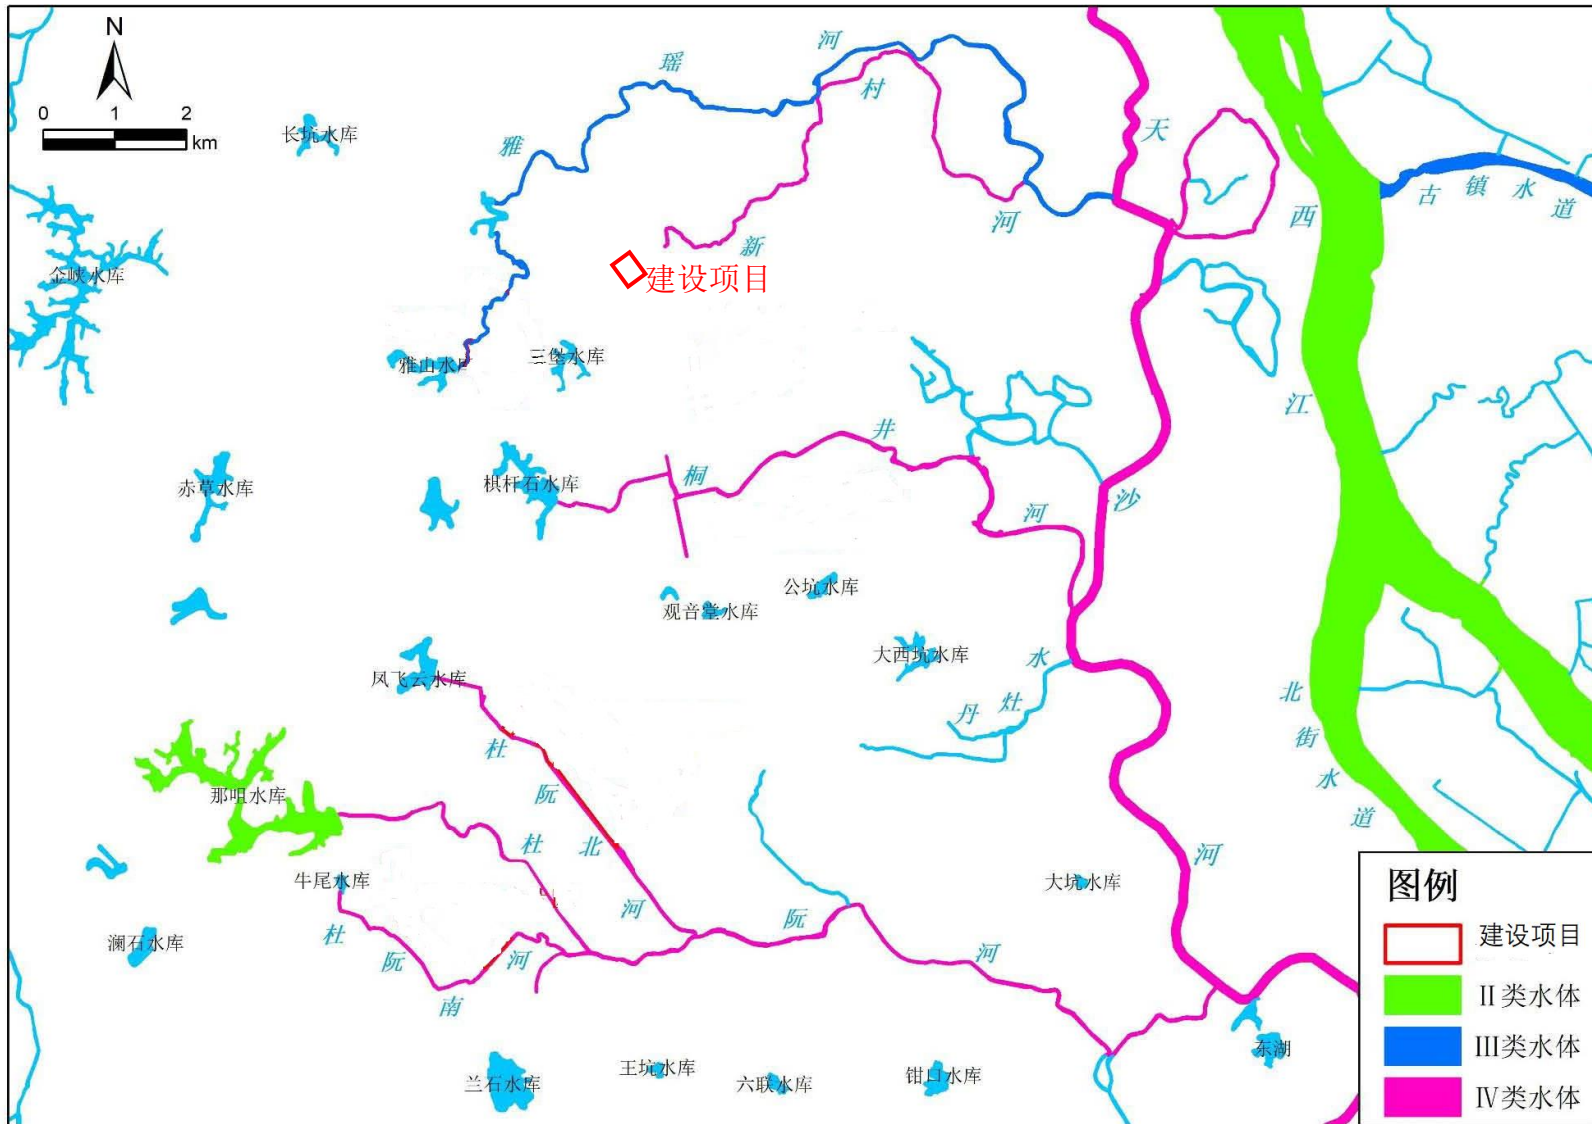 N
0 1 2
km
长坑水库
雅瑶河
新村河
天沙河
西江
古镇水道
金峡水库
建设项目
雅山水库
三堡水库
赤草水库
棋杆石水库
桐井河
观音堂水库
公坑水库
大西坑水库
丹灶水
凤飞云水库
杜阮北河
北街水道
那咀水库
杜阮河
牛尾水库
大坑水库
杜阮南河
澜石水库
兰石水库
王坑水库
六联水库
钳口水库
东湖
图例
建设项目
II类水体
III类水体
IV类水体